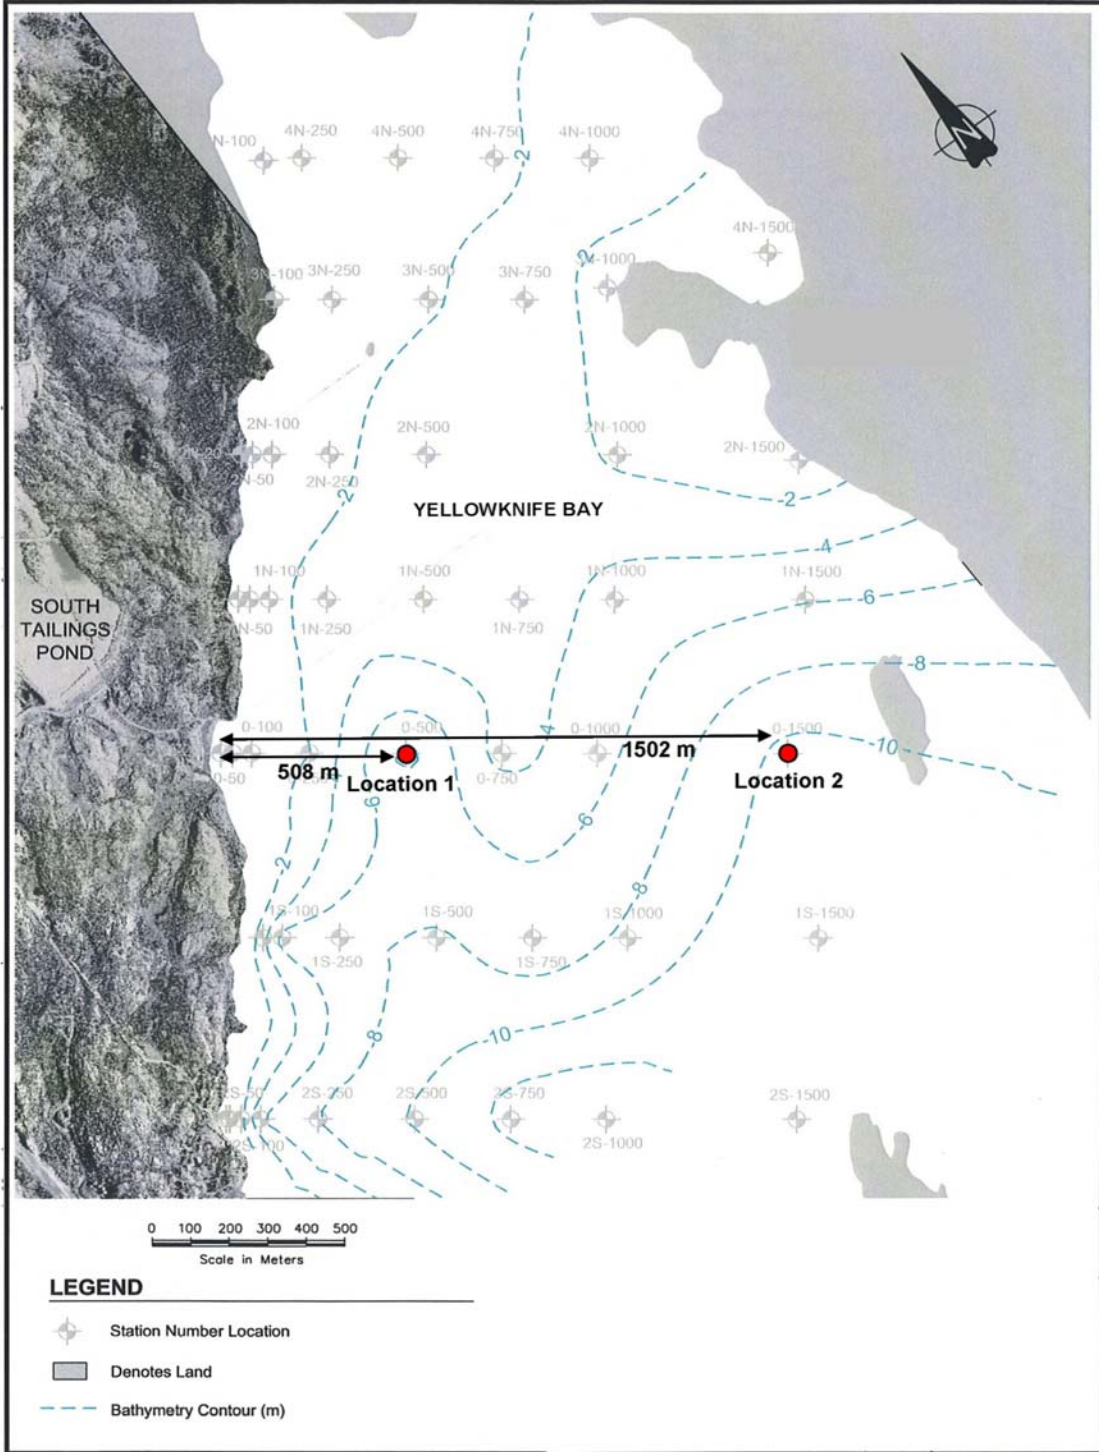 N-100 4N-250 4N-500 4N-750 4N-1000
2
4N-1500
2
3N-100 3N-250 3N-500 3N-750 N-1000
2N-100 2N-500 2N-1000 2N-1500
2N-50 2N-250
2
-2
YELLOWKNIFE BAY
-4
1N-100 1N-500 1N-1000 1N-1500
-6
SOUTH
TAILINGS
POND
N-50 1N-250 1N-750
-8
0-100 0-500 4 0-1000 0-1500
1502 m
-10
508 m
0-50 0-750
Location 1 Location 2
6
-6
-2
-8
1S-100 1S-500 1S-1000 1S-1500
1S-250 1S-750
-8
-10
2S-50 2S-250 2S-500 2S-750 2S-1500
2S-100 2S-1000
0 100 200 300 400 500
Scale in Meters
LEGEND
Station Number Location
Denotes Land
Bathymetry Contour (m)
N